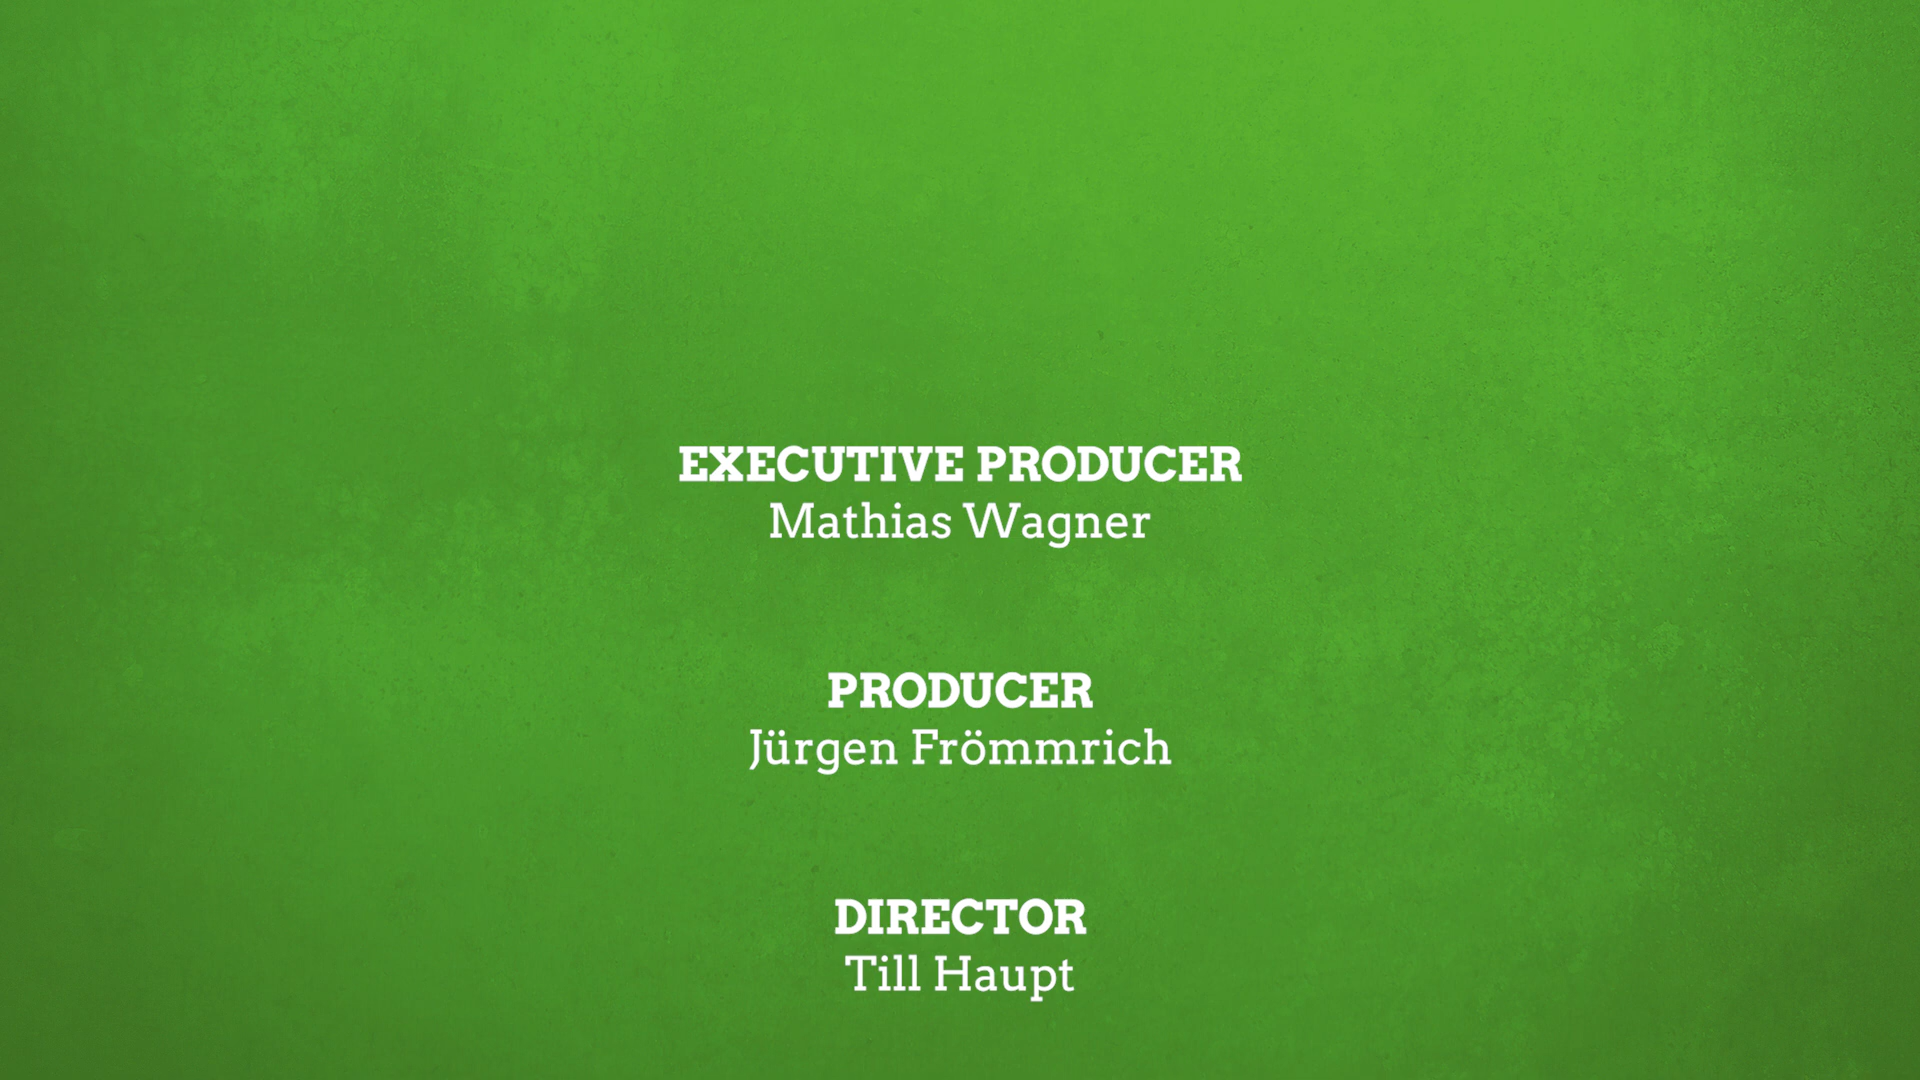 EXECUTIVE PRODUCER
Mathias Wagner
PRODUCER
Jürgen Frömmrich
DIRECTOR
Till Haupt